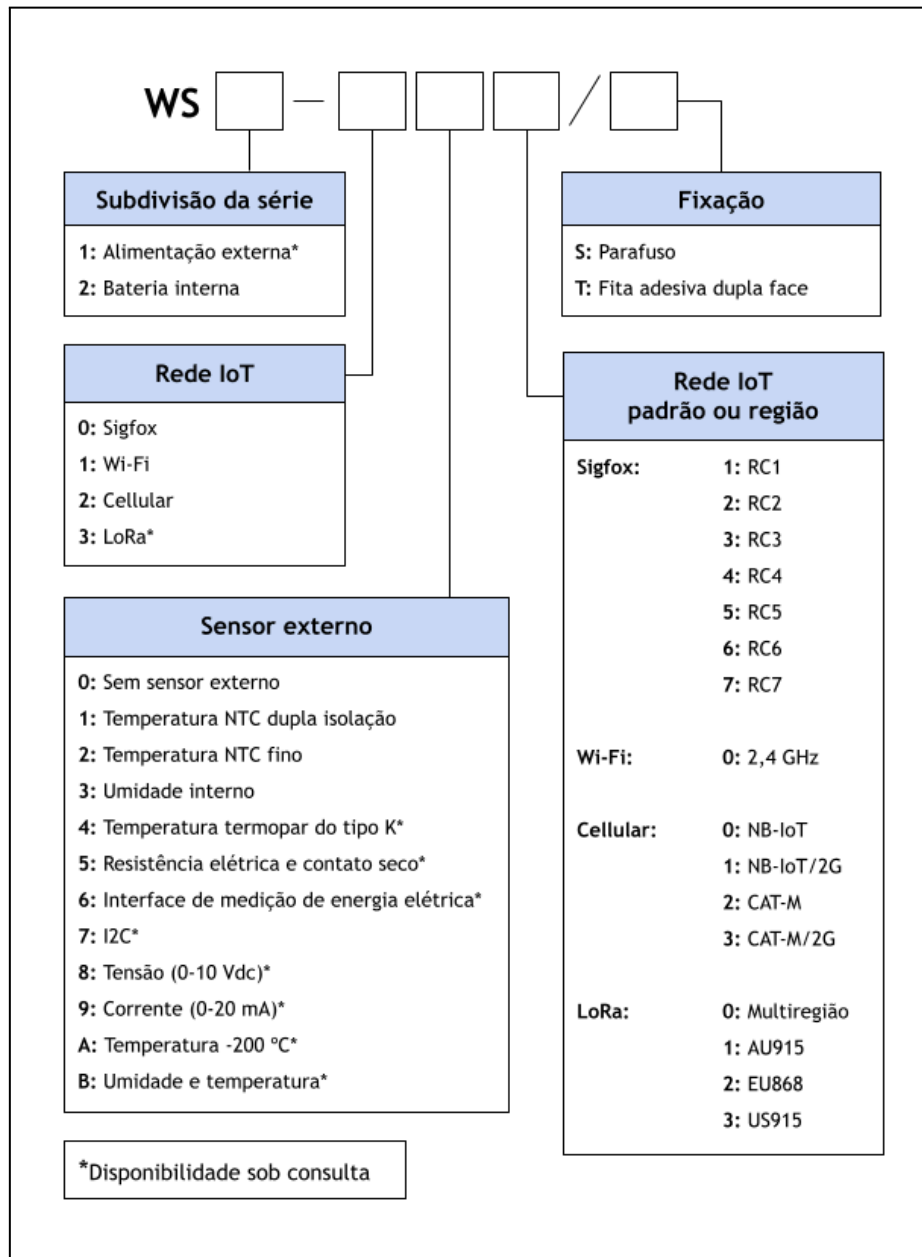 WS – /
Subdivisão da série
1: Alimentação externa*
2: Bateria interna
Rede IoT
0: Sigfox
1: Wi-Fi
2: Cellular
3: LoRa*
Sensor externo
0: Sem sensor externo
1: Temperatura NTC dupla isolação
2: Temperatura NTC fino
3: Umidade interno
4: Temperatura termopar do tipo K*
5: Resistência elétrica e contato seco*
6: Interface de medição de energia elétrica*
7: I2C*
8: Tensão (0-10 Vdc)*
9: Corrente (0-20 mA)*
A: Temperatura -200 ºC*
B: Umidade e temperatura*
*Disponibilidade sob consulta
Fixação
S: Parafuso
T: Fita adesiva dupla face
Rede IoT
padrão ou região
Sigfox: 1: RC1
2: RC2
3: RC3
4: RC4
5: RC5
6: RC6
7: RC7
Wi-Fi: 0: 2,4 GHz
Cellular: 0: NB-IoT
1: NB-IoT/2G
2: CAT-M
3: CAT-M/2G
LoRa: 0: Multiregião
1: AU915
2: EU868
3: US915